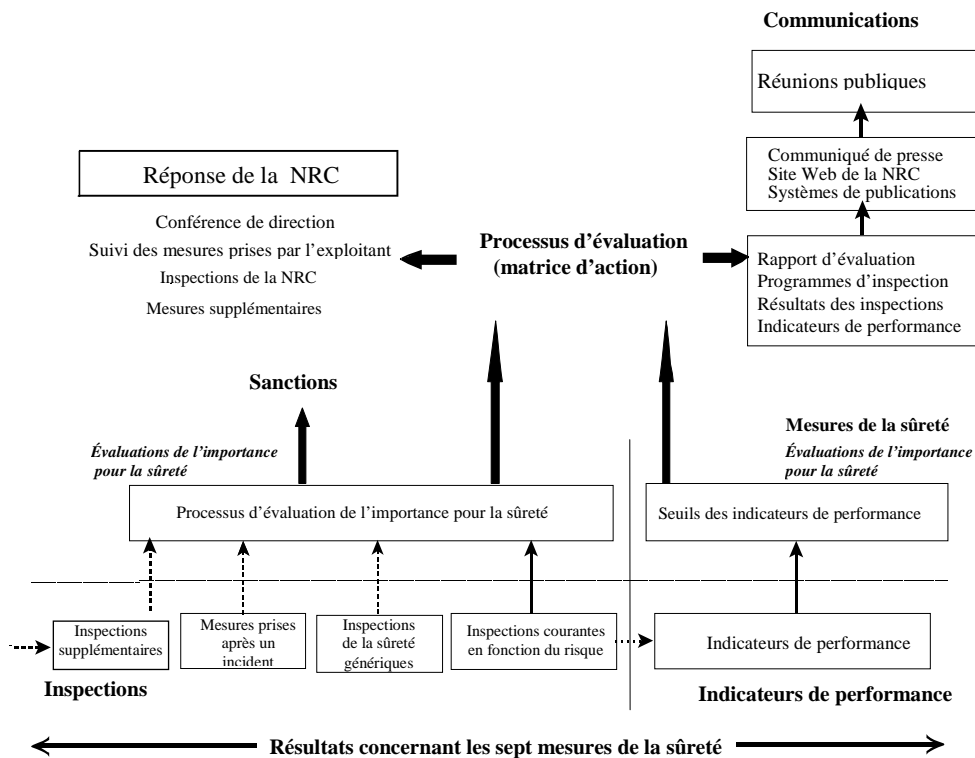 Communications
Réunions publiques
Communiqué de presse
Site Web de la NRC
Systèmes de publications
Réponse de la NRC
Conférence de direction
Suivi des mesures prises par l'exploitant
Inspections de la NRC
Mesures supplémentaires
Processus d'évaluation
(matrice d'action)
Rapport d'évaluation
Programmes d'inspection
Résultats des inspections
Indicateurs de performance
Sanctions
Évaluations de l'importance
pour la sûreté
Mesures de la sûreté
Évaluations de l'importance
pour la sûreté
Processus d'évaluation de l'importance pour la sûreté
Seuils des indicateurs de performance
Inspections
supplémentaires
Mesures prises
après un
incident
Inspections
de la sûreté
génériques
Inspections courantes
en fonction du risque
Indicateurs de performance
Inspections
Indicateurs de performance
Résultats concernant les sept mesures de la sûreté